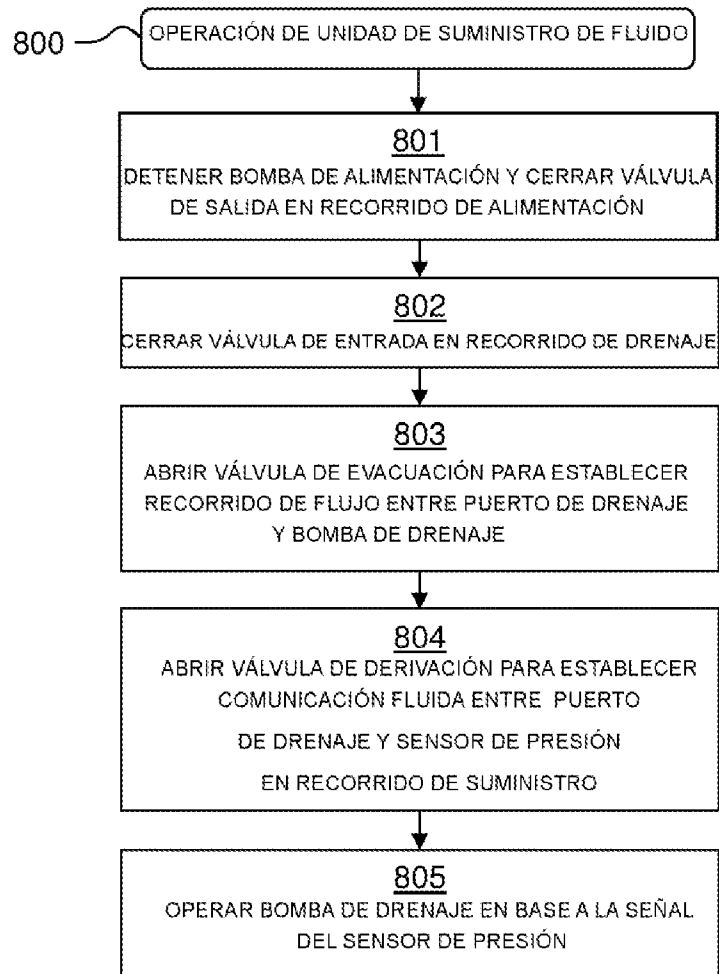 800
OPERACIÓN DE UNIDAD DE SUMINISTRO DE FLUIDO
801
DETENER BOMBA DE ALIMENTACIÓN Y CERRAR VÁLVULA
DE SALIDA EN RECORRIDO DE ALIMENTACIÓN
802
CERRAR VÁLVULA DE ENTRADA EN RECORRIDO DE DRENAJE
803
ABRIR VÁLVULA DE EVACUACIÓN PARA ESTABLECER
RECORRIDO DE FLUJO ENTRE PUERTO DE DRENAJE
Y BOMBA DE DRENAJE
804
ABRIR VÁLVULA DE DERIVACIÓN PARA ESTABLECER
COMUNICACIÓN FLUIDA ENTRE PUERTO
DE DRENAJE Y SENSOR DE PRESIÓN
EN RECORRIDO DE SUMINISTRO
805
OPERAR BOMBA DE DRENAJE EN BASE A LA SEÑAL
DEL SENSOR DE PRESIÓN